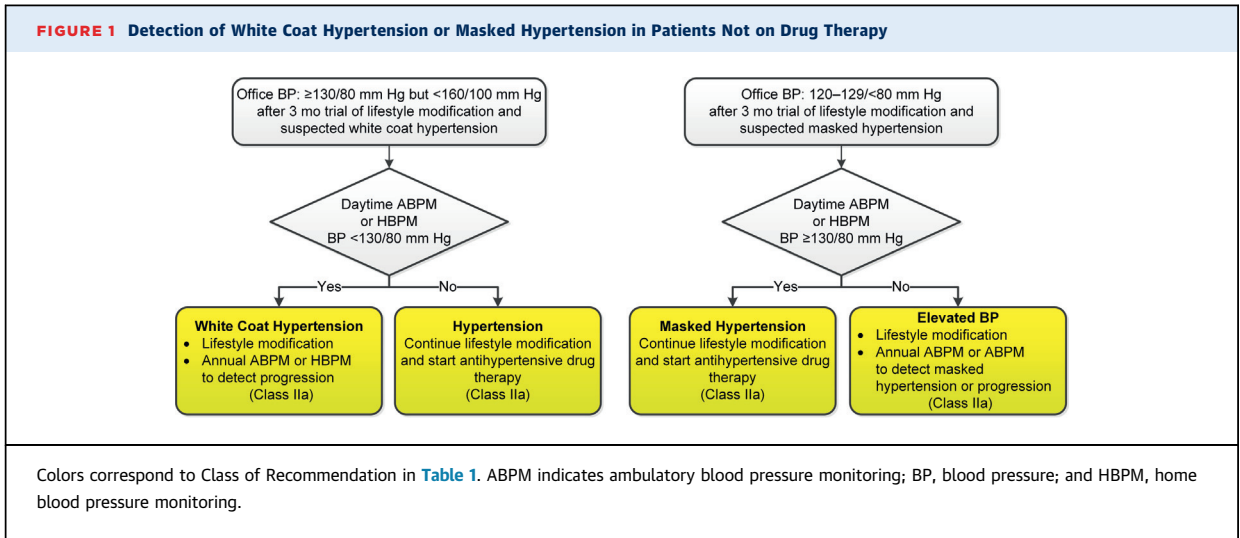 FIGURE 1 Detection of White Coat Hypertension or Masked Hypertension in Patients Not on Drug Therapy
Office BP: ≥130/80 mm Hg but <160/100 mm Hg
after 3 mo trial of lifestyle modification and
suspected white coat hypertension
Office BP: 120–129/<80 mm Hg
after 3 mo trial of lifestyle modification and
suspected masked hypertension
Daytime ABPM
or HBPM
BP <130/80 mm Hg
Daytime ABPM
or HBPM
BP ≥130/80 mm Hg
Yes
No
Yes
No
White Coat Hypertension
• Lifestyle modification
• Annual ABPM or HBPM
to detect progression
(Class IIa)
Hypertension
Continue lifestyle modification
and start antihypertensive drug
therapy
(Class IIa)
Masked Hypertension
Continue lifestyle modification
and start antihypertensive drug
therapy
(Class IIa)
Elevated BP
• Lifestyle modification
• Annual ABPM or ABPM
to detect masked
hypertension or progression
(Class IIa)
Colors correspond to Class of Recommendation in Table 1. ABPM indicates ambulatory blood pressure monitoring; BP, blood pressure; and HBPM, home
blood pressure monitoring.